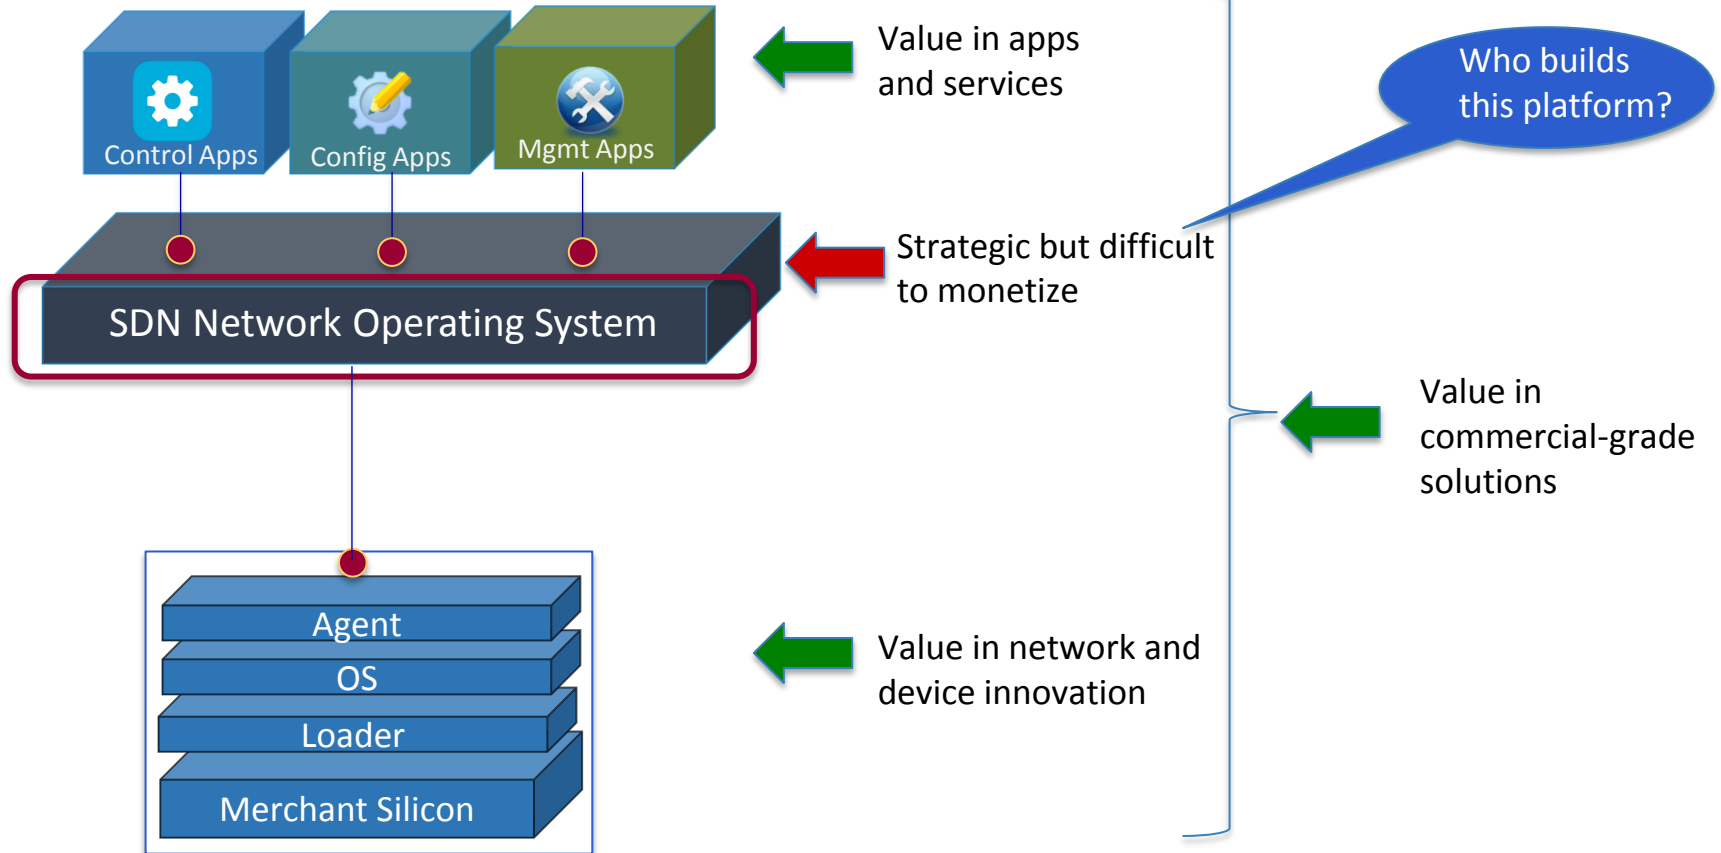 Control Apps
Config Apps
Mgmt Apps
Value in apps
and services
Who builds
this platform?
SDN Network Operating System
Strategic but difficult
to monetize
Value in
commercial-grade
solutions
Agent
OS
Loader
Merchant Silicon
Value in network and
device innovation